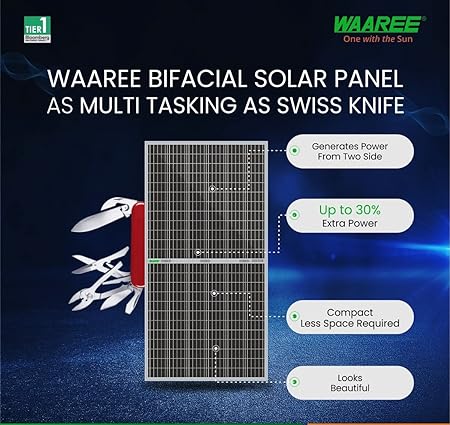 TIER 1
Bloomberg
WAAREE®
One with the Sun
WAAREE BIFACIAL SOLAR PANEL
AS MULTI TASKING AS SWISS KNIFE
Generates Power
From Two Side
Up to 30%
Extra Power
WAAREE
Compact
Less Space Required
Looks
Beautiful